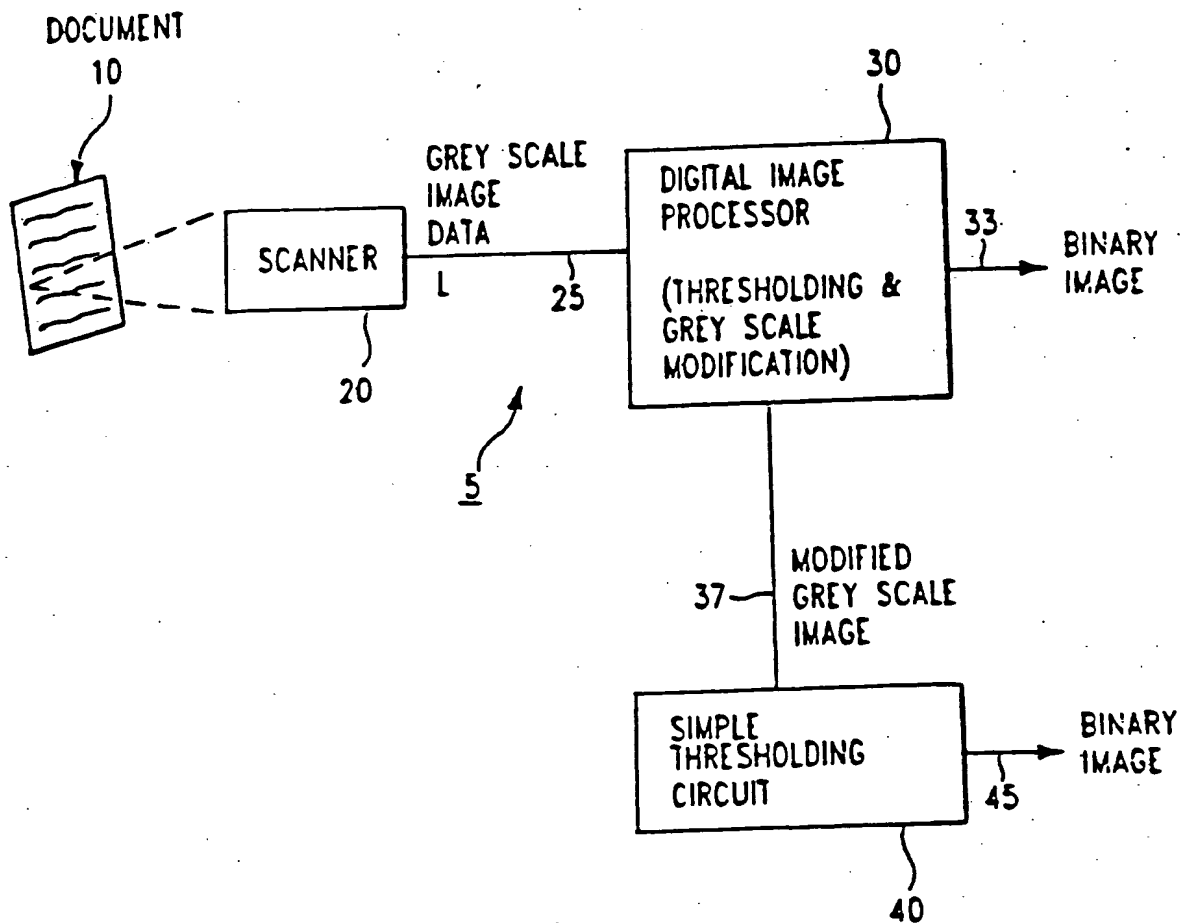 DOCUMENT
10
30
GREY SCALE
IMAGE
DATA
L
25
SCANNER
20
DIGITAL IMAGE
PROCESSOR
(THRESHOLDING &
GREY SCALE
MODIFICATION)
33
BINARY
IMAGE
5
37
MODIFIED
GREY SCALE
IMAGE
SIMPLE
THRESHOLDING
CIRCUIT
45
BINARY
IMAGE
40